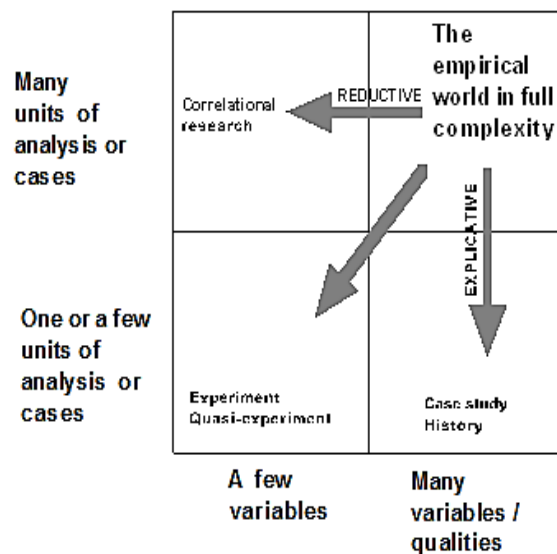 Many
units of
analysis or
cases
Correlational
research
REDUCTIVE
The
empirical
world in full
complexity
EXPLICATIVE
One or a few
units of
analysis or
cases
Experiment
Quasi-experiment
Case study
History
A few
variables
Many
variables /
qualities